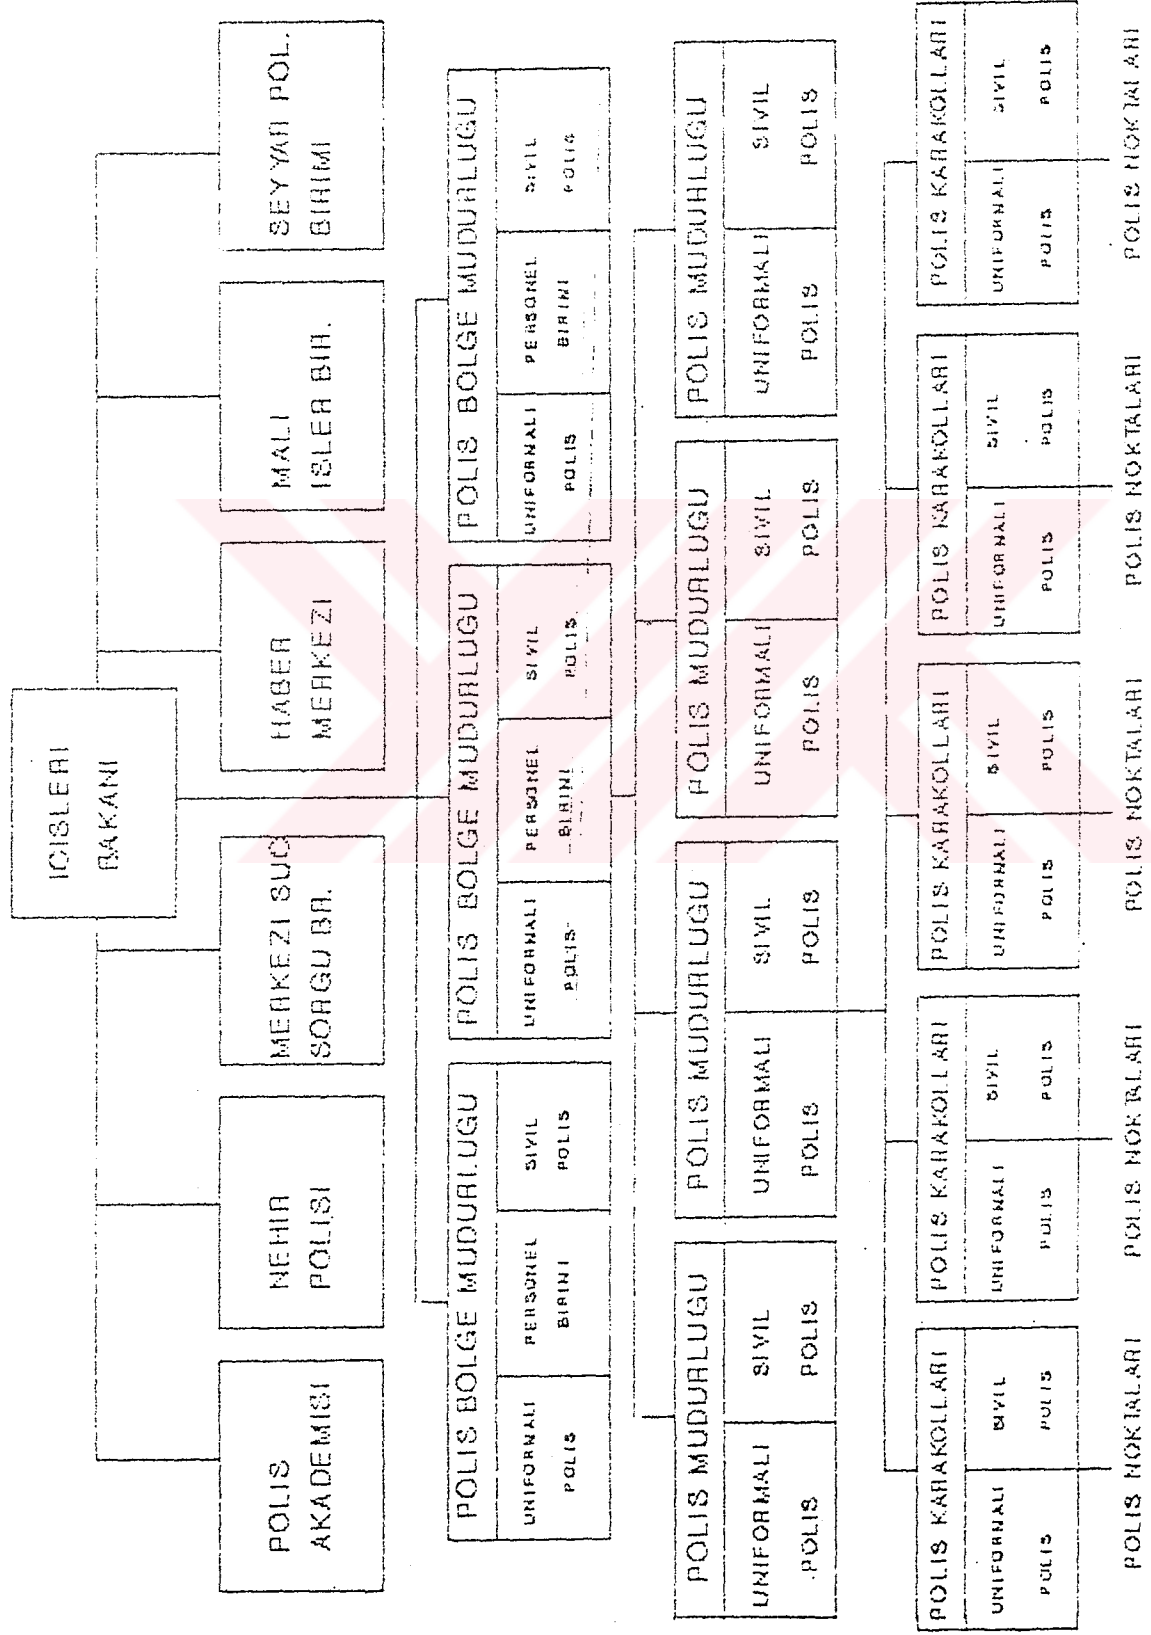 ICISLERI
BAKANI
POLIS
AKADEMISI
NEHIR
POLISI
MERKEZI SUC
SORGU BA.
HABER
MERKEZI
MALI
ISLER BIR.
SEYYAR POL.
BIRIMI
POLIS BOLGE MUDURLUGU
UNIFORMALI
POLIS
PERSONEL
BIRINI
SIVIL
POLIS
POLIS BOLGE MUDURLUGU
UNIFORMALI
POLIS
PERSONEL
BIRINI
SIVIL
POLIS
POLIS BOLGE MUDURLUGU
UNIFORMALI
POLIS
PERSONEL
BIRINI
SIVIL
POLIS
POLIS MUDURLUGU
UNIFORMALI
POLIS
SIVIL
POLIS
POLIS MUDURLUGU
UNIFORMALI
POLIS
SIVIL
POLIS
POLIS MUDURLUGU
UNIFORMALI
POLIS
SIVIL
POLIS
POLIS MUDURLUGU
UNIFORMALI
POLIS
SIVIL
POLIS
POLIS KARAKOLLARI
UNIFORMALI
POLIS
SIVIL
POLIS
POLIS KARAKOLLARI
UNIFORMALI
POLIS
SIVIL
POLIS
POLIS KARAKOLLARI
UNIFORMALI
POLIS
SIVIL
POLIS
POLIS KARAKOLLARI
UNIFORMALI
POLIS
SIVIL
POLIS
POLIS KARAKOLLARI
UNIFORMALI
POLIS
SIVIL
POLIS
POLIS NOKTALARI
POLIS NOKTALARI
POLIS NOKTALARI
POLIS NOKTALARI
POLIS NOKTALARI